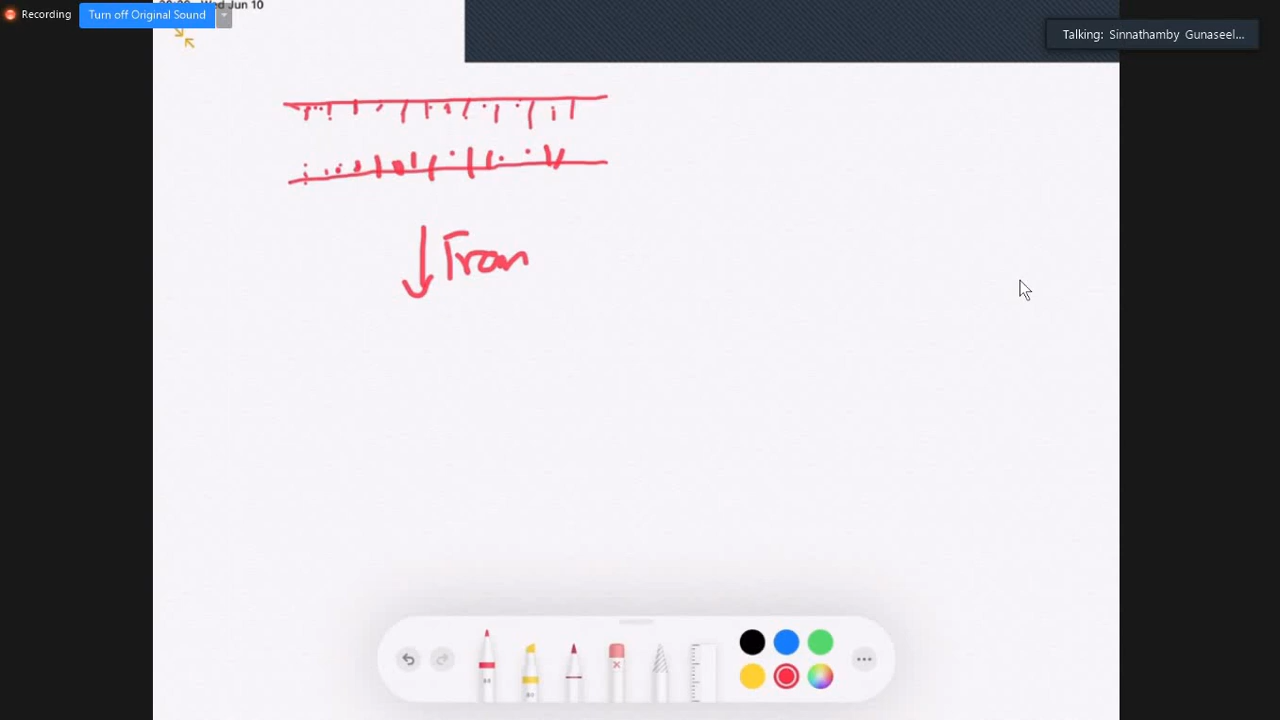 Wed Jun 10
Recording
Turn off Original Sound
Talking: Sinnathamby Gunaseel...
Tran